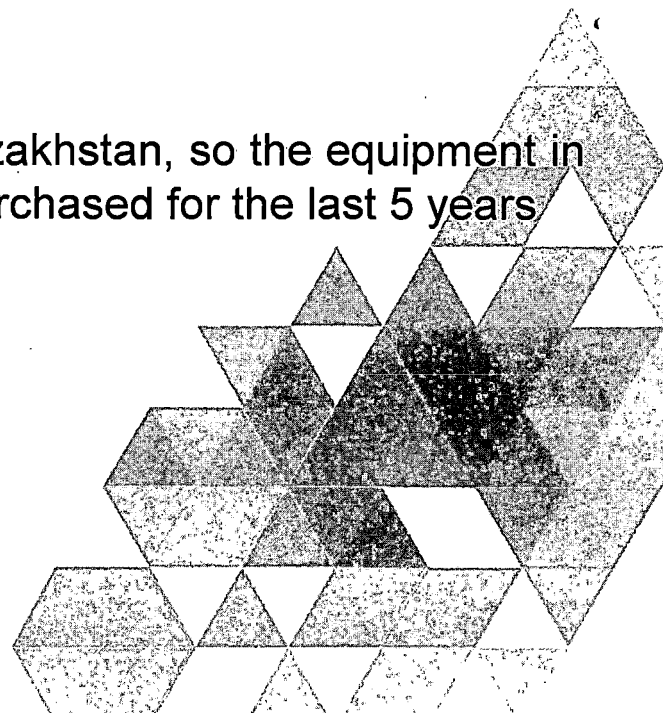 zakhstan, so the equipment in
rchased for the last 5 years